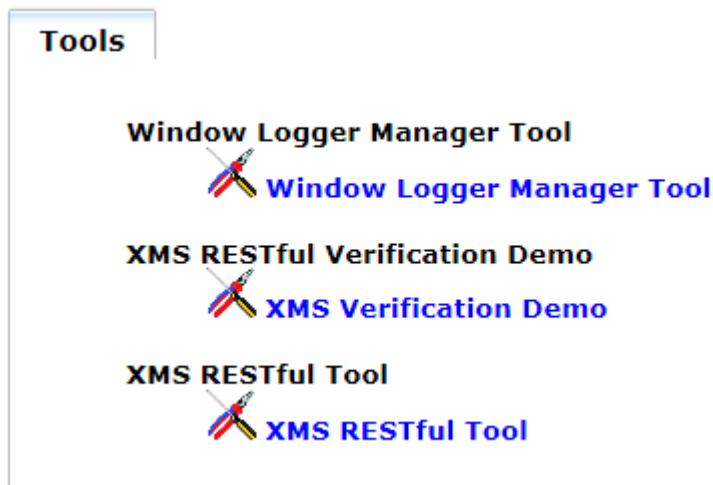 Tools
Window Logger Manager Tool
Window Logger Manager Tool
XMS RESTful Verification Demo
XMS Verification Demo
XMS RESTful Tool
XMS RESTful Tool